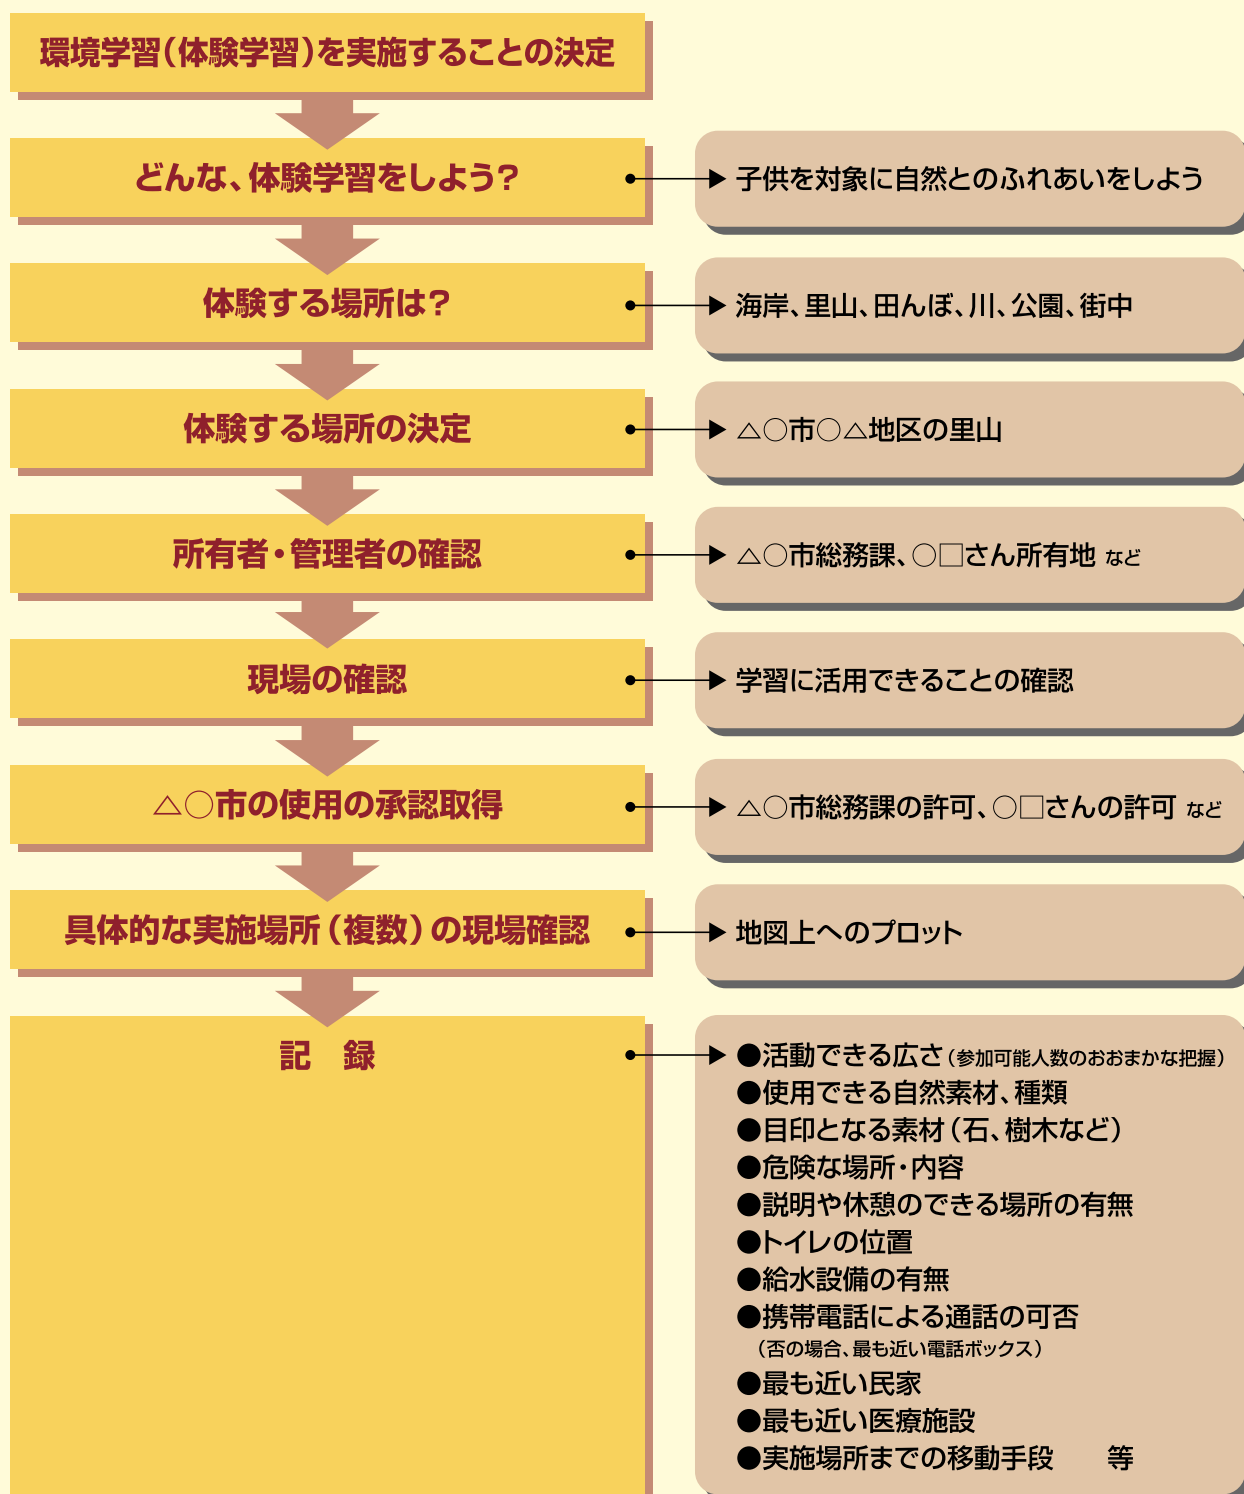 環境学習(体験学習)を実施することの決定
どんな、体験学習をしよう?
子供を対象に自然とのふれあいをしよう
体験する場所は?
海岸、里山、田んぼ、川、公園、街中
体験する場所の決定
△○市○△地区の里山
所有者・管理者の確認
△○市総務課、○□さん所有地 など
現場の確認
学習に活用できることの確認
△○市の使用の承認取得
△○市総務課の許可、○□さんの許可 など
具体的な実施場所(複数)の現場確認
地図上へのプロット
記 録
●活動できる広さ(参加可能人数のおおまかな把握)
●使用できる自然素材、種類
●目印となる素材(石、樹木など)
●危険な場所・内容
●説明や休憩のできる場所の有無
●トイレの位置
●給水設備の有無
●携帯電話による通話の可否
(否の場合、最も近い電話ボックス)
●最も近い民家
●最も近い医療施設
●実施場所までの移動手段 等